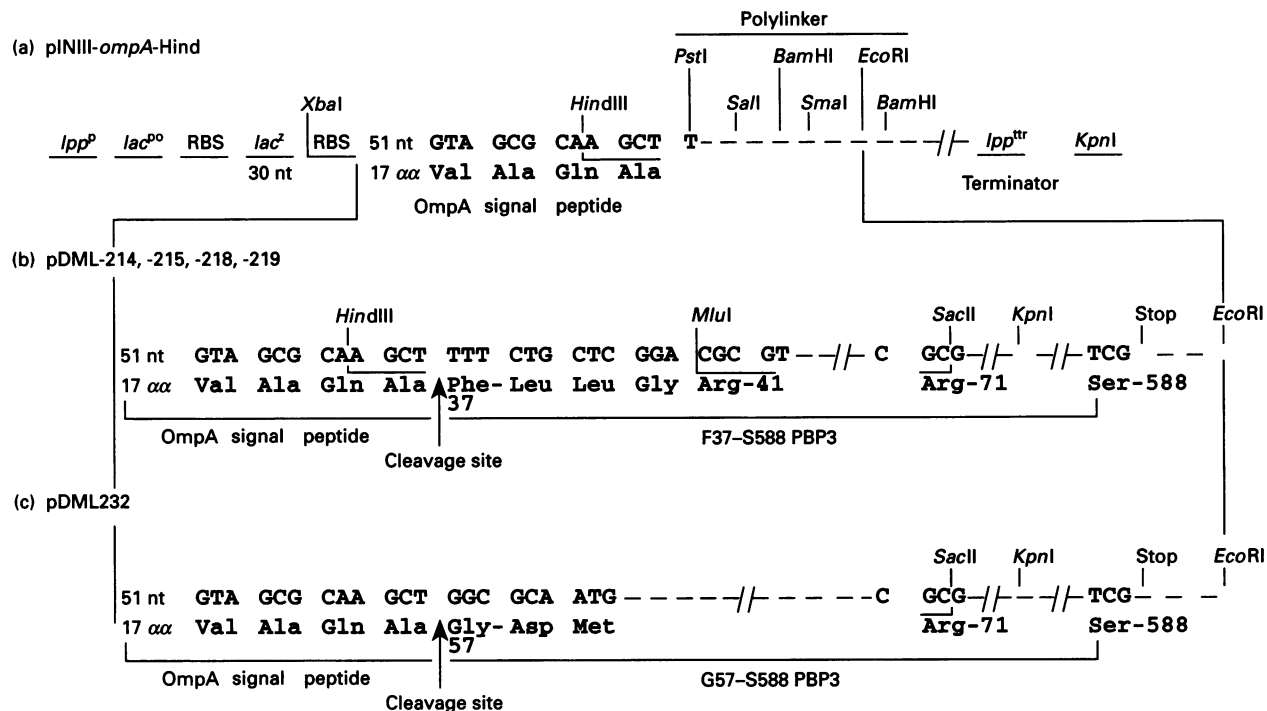 Polylinker
(a) pINIII-ompA-Hind
PstI BamHI EcoRI
XbaI HindIII SalI SmaI BamHI
lpp^p lac^po RBS lac^z RBS 51 nt GTA GCG CAA GCT T lpp^ttr KpnI
30 nt 17 αα Val Ala Gln Ala Terminator
OmpA signal peptide
(b) pDML-214, -215, -218, -219
HindIII MluI SacII KpnI Stop EcoRI
51 nt GTA GCG CAA GCT TTT CTG CTC GGA CGC GT–––//––C GCG–//–––//––TCG
17 αα Val Ala Gln Ala Phe-Leu Leu Gly Arg-41 Arg-71 Ser-588
37
OmpA signal peptide F37–S588 PBP3
Cleavage site
(c) pDML232
SacII KpnI Stop EcoRI
51 nt GTA GCG CAA GCT GGC GCA ATG––––//––––C GCG–//–––//––TCG
17 αα Val Ala Gln Ala Gly-Asp Met Arg-71 Ser-588
57
OmpA signal peptide G57–S588 PBP3
Cleavage site